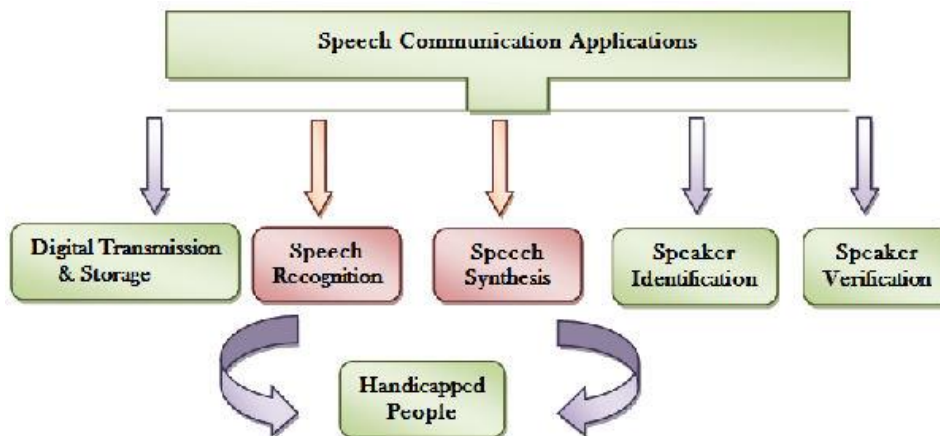 Speech Communication Applications
Digital Transmission
& Storage
Speech
Recognition
Speech
Synthesis
Speaker
Identification
Speaker
Verification
Handicapped
People